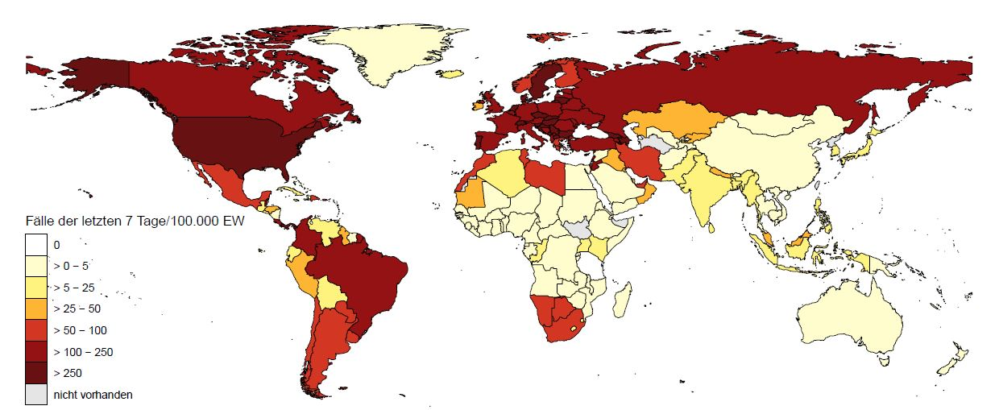 Fälle der letzten 7 Tage/100.000 EW
0
> 0 – 5
> 5 – 25
> 25 – 50
> 50 – 100
> 100 – 250
> 250
nicht vorhanden